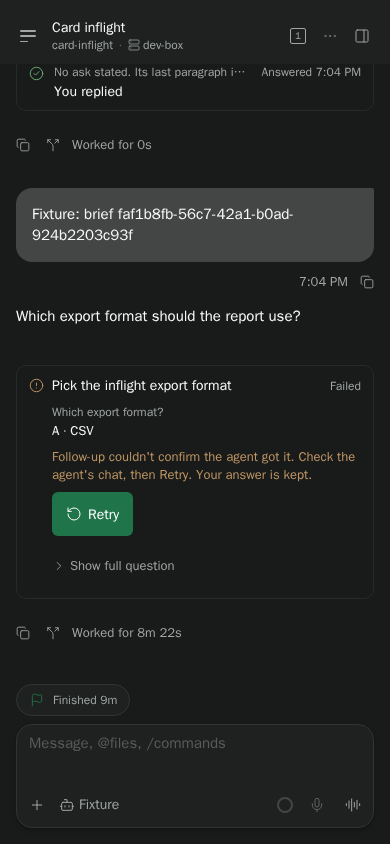 Card inflight
card-inflight · dev-box
1
No ask stated. Its last paragraph i··· Answered 7:04 PM
You replied
Worked for 0s
Fixture: brief faf1b8fb-56c7-42a1-b0ad-
924b2203c93f
7:04 PM
Which export format should the report use?
Pick the inflight export format Failed
Which export format?
A · CSV
Follow-up couldn't confirm the agent got it. Check the
agent's chat, then Retry. Your answer is kept.
Retry
Show full question
Worked for 8m 22s
Finished 9m
Message, @files, /commands
Fixture